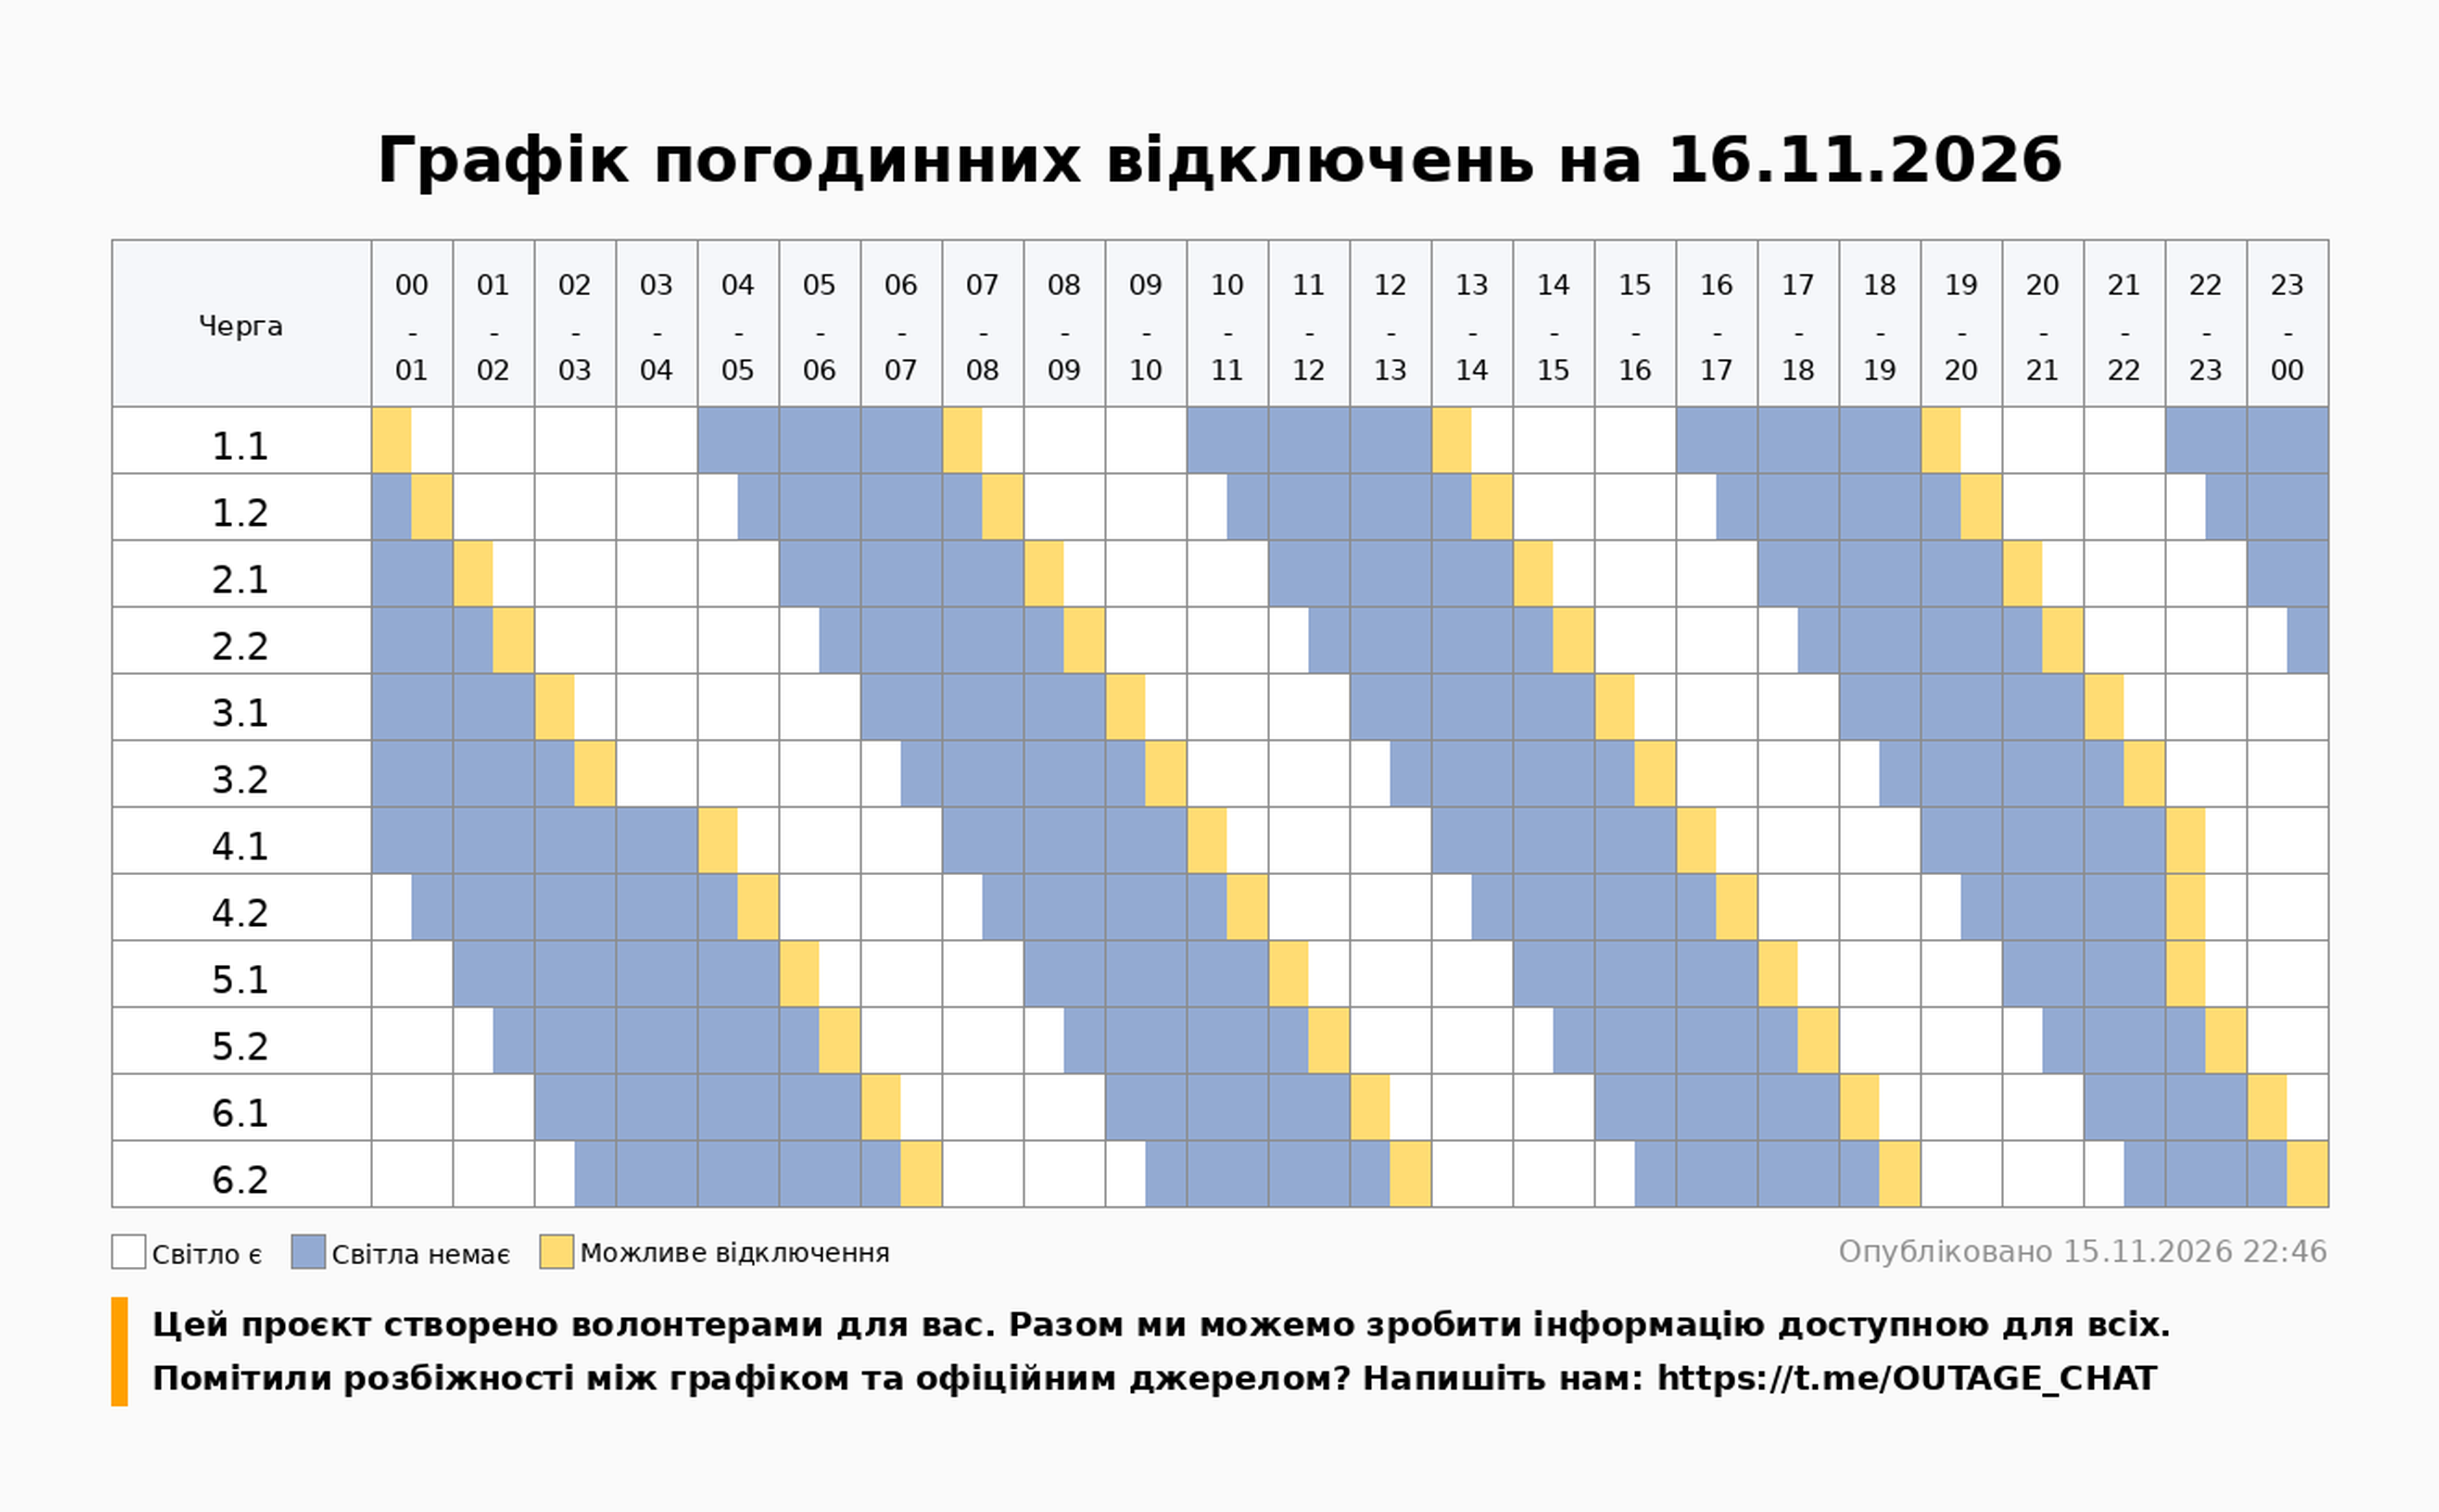 Графік погодинних відключень на 16.11.2026
Черга 00 - 01 01 - 02 02 - 03 03 - 04 04 - 05 05 - 06 06 - 07 07 - 08 08 - 09 09 - 10 10 - 11 11 - 12 12 - 13 13 - 14 14 - 15 15 - 16 16 - 17 17 - 18 18 - 19 19 - 20 20 - 21 21 - 22 22 - 23 23 - 00
1.1
1.2
2.1
2.2
3.1
3.2
4.1
4.2
5.1
5.2
6.1
6.2
Світло є Світла немає Можливе відключення Опубліковано 15.11.2026 22:46
Цей проєкт створено волонтерами для вас. Разом ми можемо зробити інформацію доступною для всіх.
Помітили розбіжності між графіком та офіційним джерелом? Напишіть нам: https://t.me/OUTAGE_CHAT